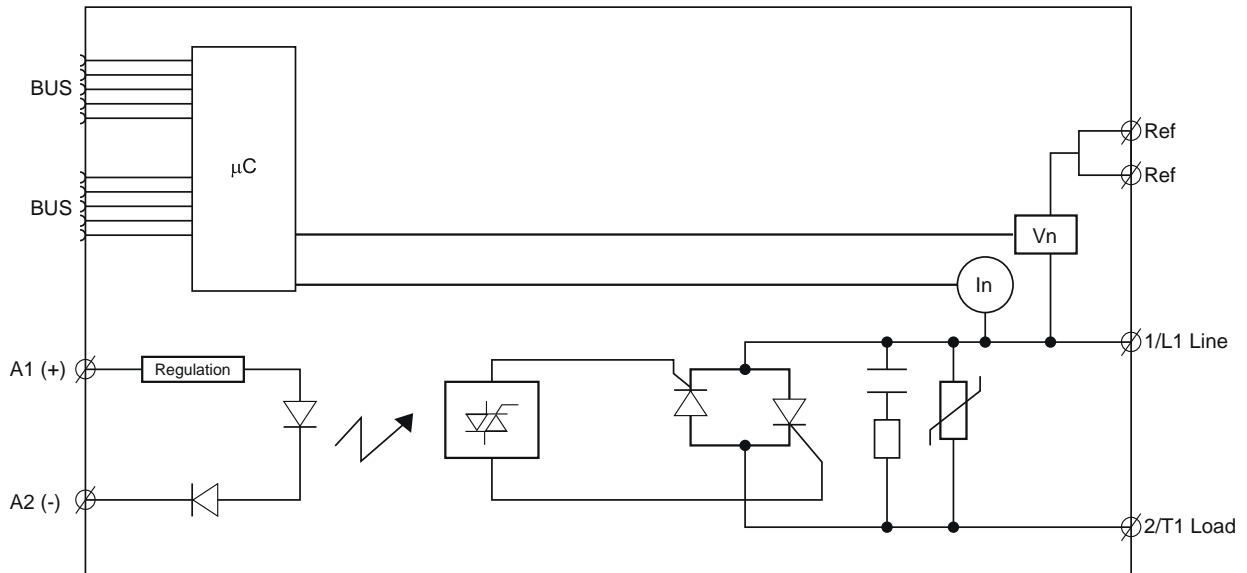 BUS
μC
Ref
Ref
BUS
Vn
In
1/L1 Line
A1 (+)
Regulation
A2 (-)
2/T1 Load